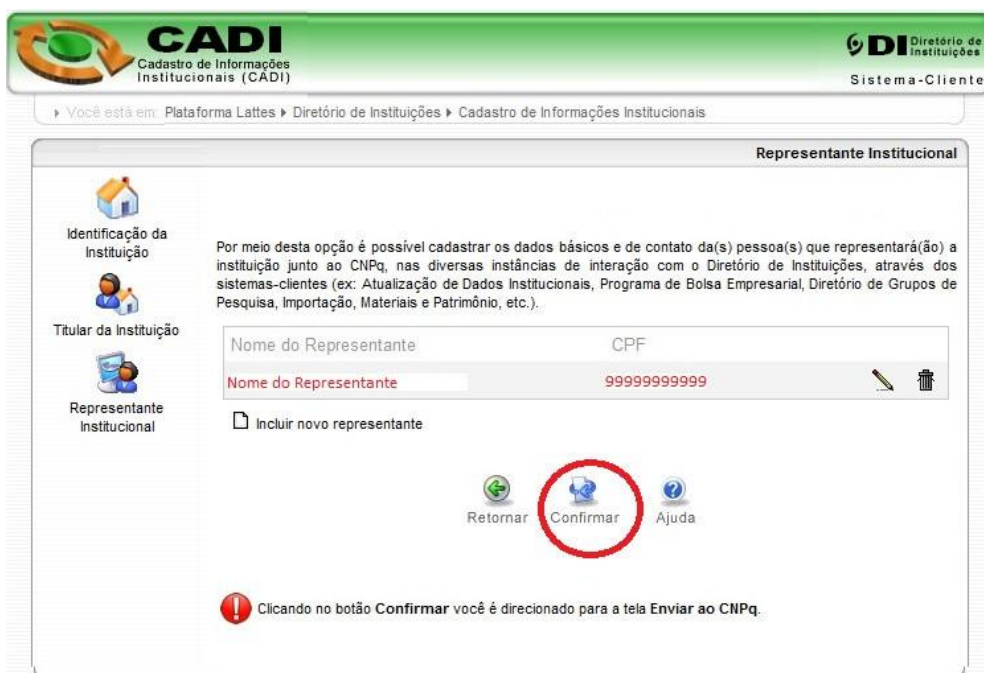 CADI
Cadastro de Informações
Institucionais (CADI)
DI Diretório de
Instituições
Sistema-Cliente
Você está em: Plataforma Lattes Diretório de Instituições Cadastro de Informações Institucionais
Representante Institucional
Identificação da
Instituição
Titular da Instituição
Representante
Institucional
Por meio desta opção é possível cadastrar os dados básicos e de contato da(s) pessoa(s) que representará(ão) a
instituição junto ao CNPq, nas diversas instâncias de interação com o Diretório de Instituições, através dos
sistemas-clientes (ex: Atualização de Dados Institucionais, Programa de Bolsa Empresarial, Diretório de Grupos de
Pesquisa, Importação, Materiais e Patrimônio, etc.).
Nome do Representante CPF
Nome do Representante 99999999999
Incluir novo representante
Retornar Confirmar Ajuda
Clicando no botão Confirmar você é direcionado para a tela Enviar ao CNPq.